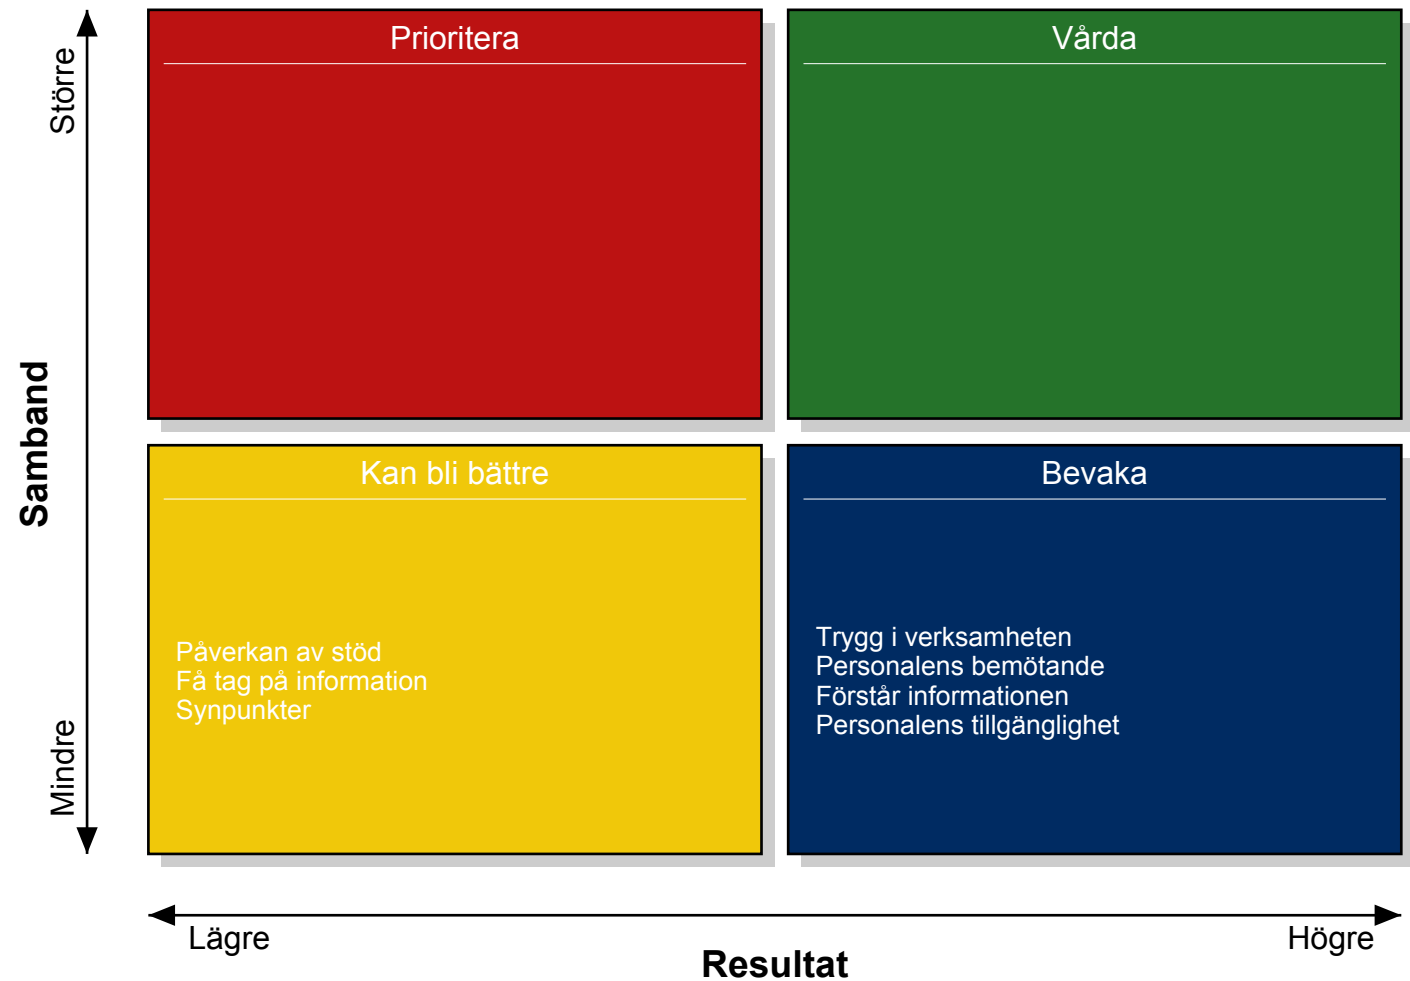 Större
Samband
Mindre
Prioritera
Vårda
Kan bli bättre
Påverkan av stöd
Få tag på information
Synpunkter
Bevaka
Trygg i verksamheten
Personalens bemötande
Förstår informationen
Personalens tillgänglighet
Lägre
Högre
Resultat